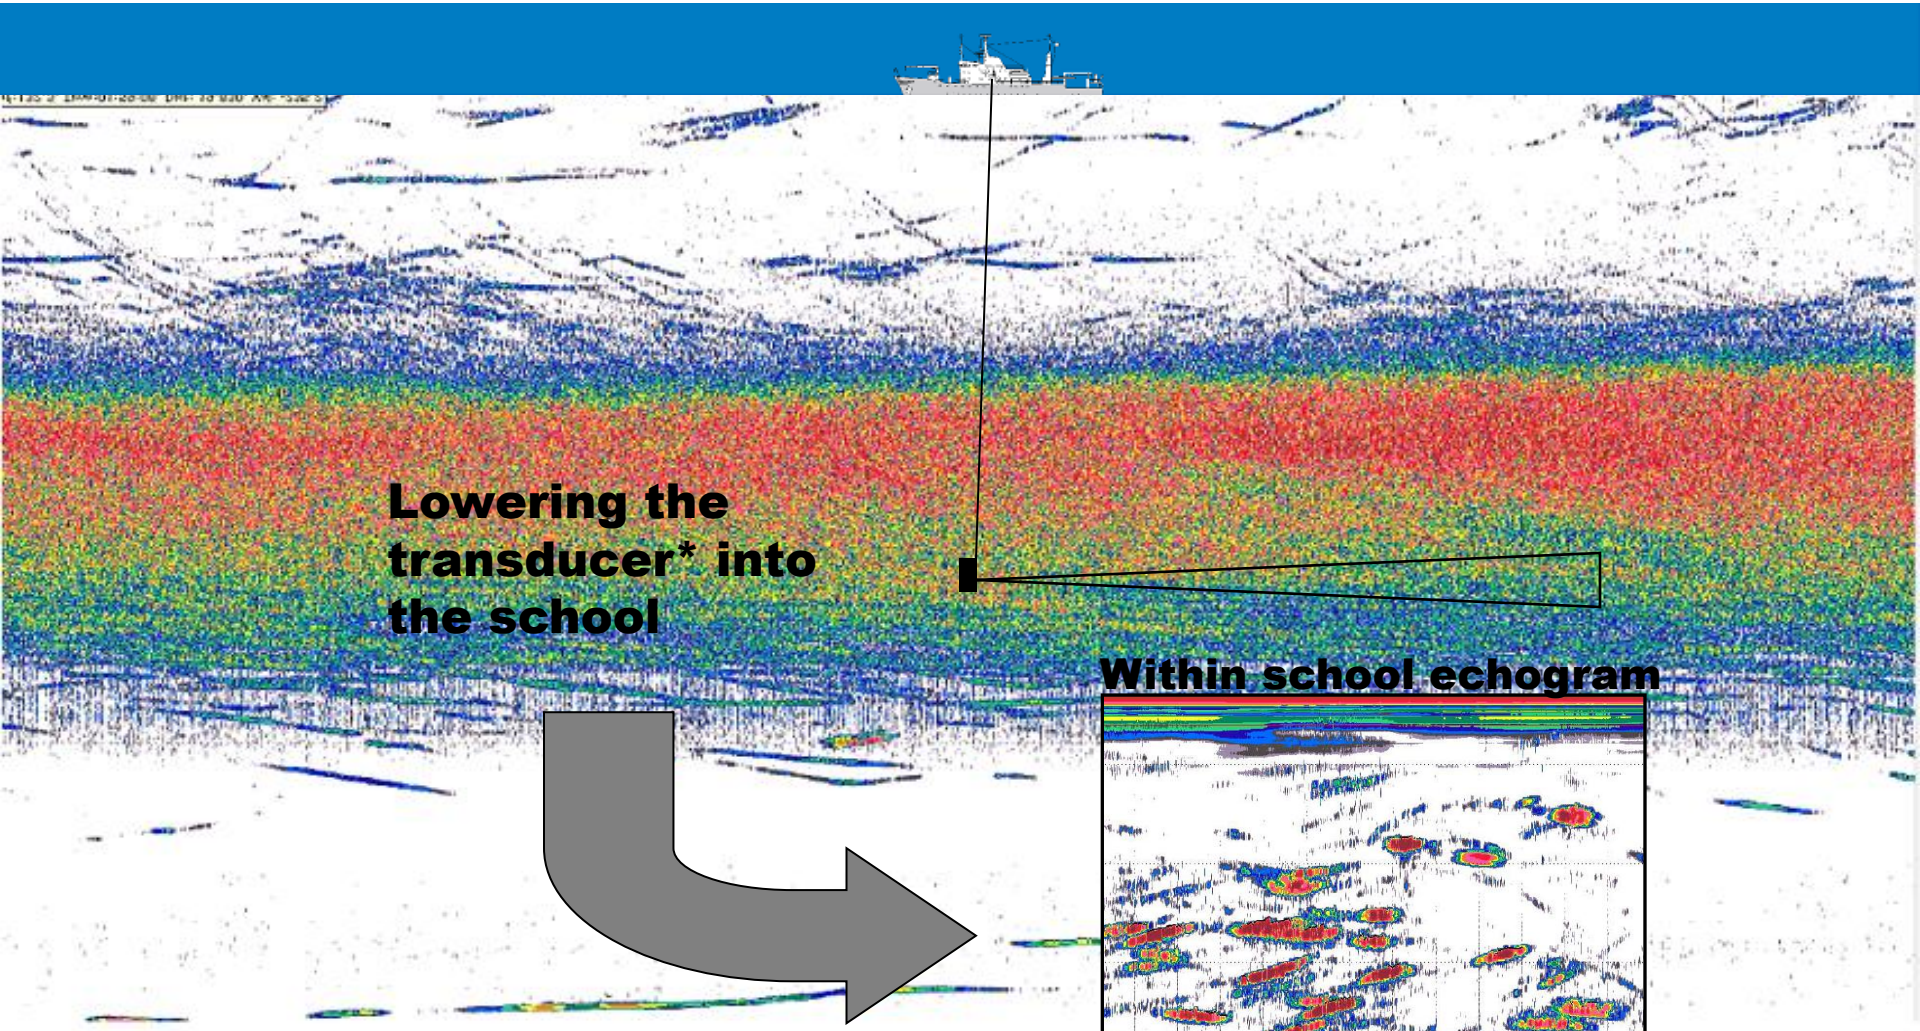 Lowering the
transducer* into
the school
Within school echogram